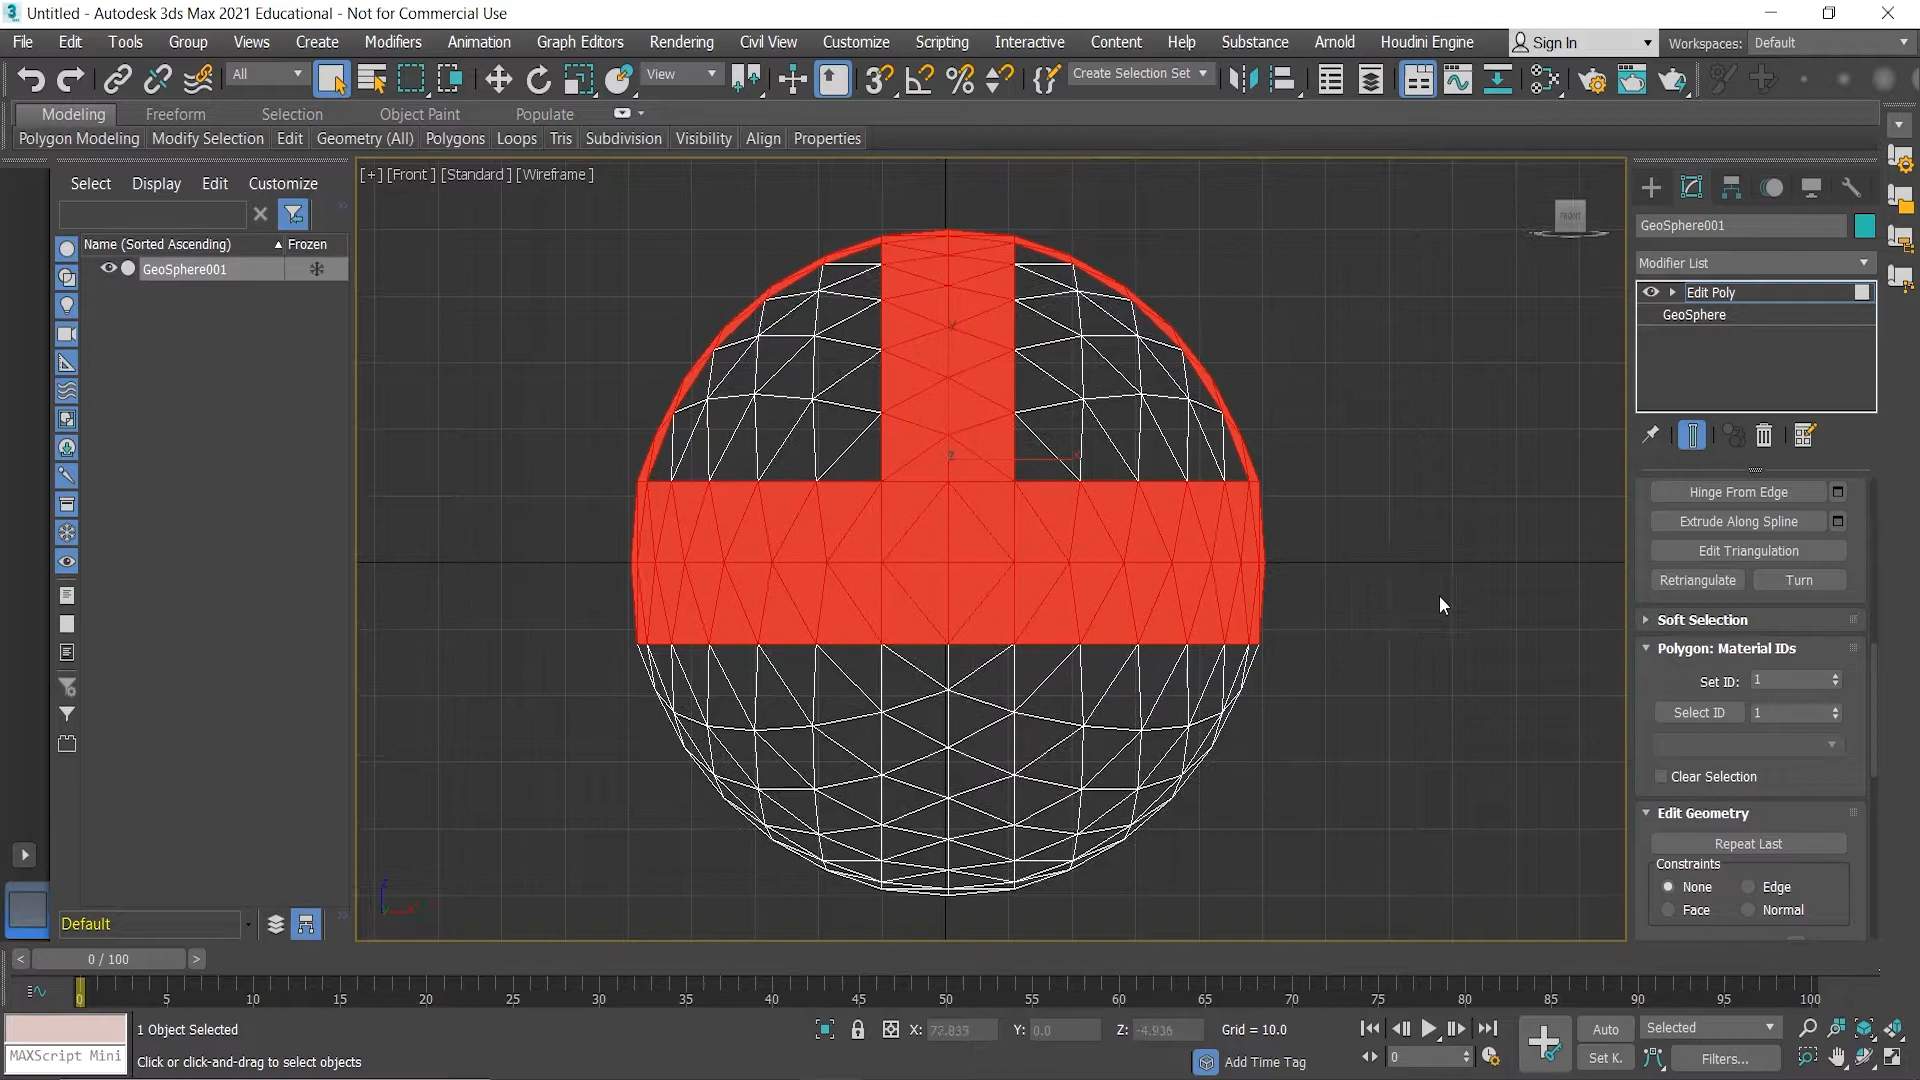 Untitled - Autodesk 3ds Max 2021 Educational - Not for Commercial Use
File Edit Tools Group Views Create Modifiers Animation Graph Editors Rendering Civil View Customize Scripting Interactive Content Help Substance Arnold Houdini Engine Sign In Workspaces: Default
All View Create Selection Set
Modeling Freeform Selection Object Paint Populate
Polygon Modeling Modify Selection Edit Geometry (All) Polygons Loops Tris Subdivision Visibility Align Properties
[+] [Front ] [Standard ] [Wireframe ]
Select Display Edit Customize
Name (Sorted Ascending) Frozen
GeoSphere001
FRONT
GeoSphere001
Modifier List
Edit Poly
GeoSphere
Hinge From Edge
Extrude Along Spline
Edit Triangulation
Retriangulate Turn
Soft Selection
Polygon: Material IDs
Set ID: 1
Select ID 1
Clear Selection
Edit Geometry
Repeat Last
Constraints
None Edge
Face Normal
Default
< 0 / 100 >
0 5 10 15 20 25 30 35 40 45 50 55 60 65 70 75 80 85 90 95 100
1 Object Selected X: 77.835 Y: 0.0 Z: -4.936 Grid = 10.0 Auto Selected
MAXScript Mini
Click or click-and-drag to select objects Add Time Tag 0 Set K. Filters...